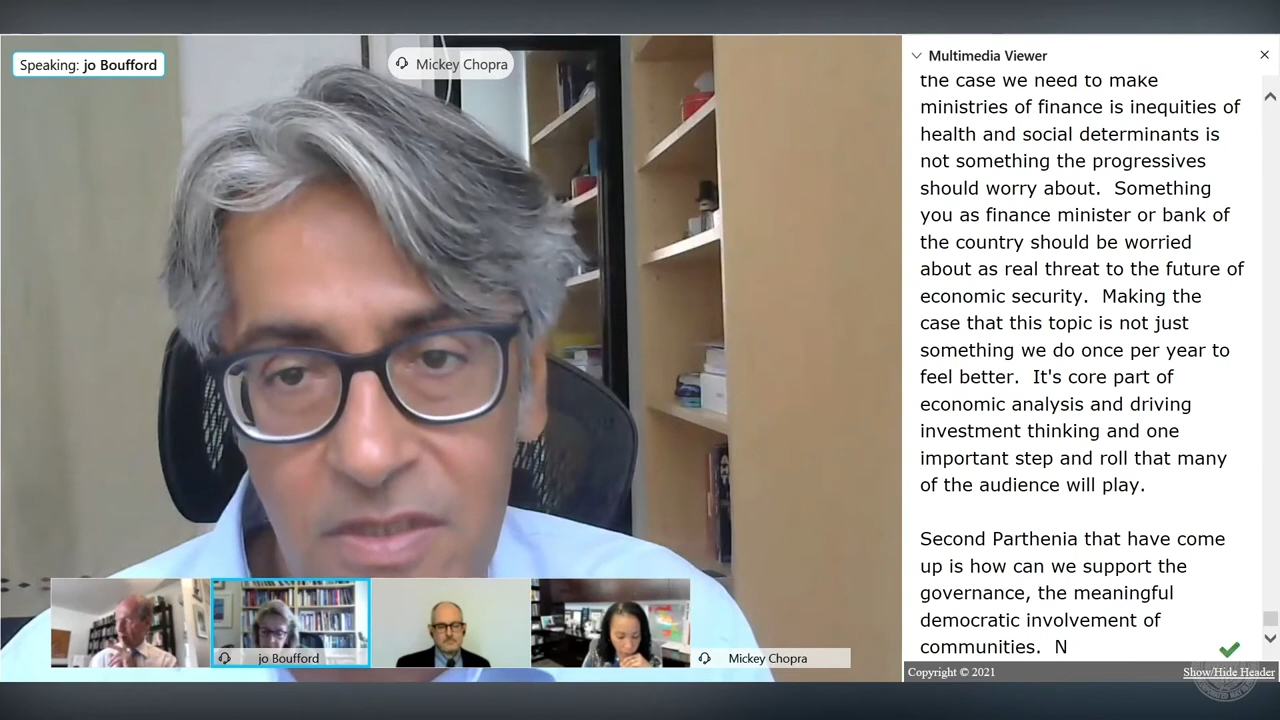 Speaking: jo Boufford
Mickey Chopra
Multimedia Viewer
the case we need to make
ministries of finance is inequities of
health and social determinants is
not something the progressives
should worry about.  Something
you as finance minister or bank of
the country should be worried
about as real threat to the future of
economic security.  Making the
case that this topic is not just
something we do once per year to
feel better.  It's core part of
economic analysis and driving
investment thinking and one
important step and roll that many
of the audience will play.
Second Parthenia that have come
up is how can we support the
governance, the meaningful
democratic involvement of
communities.  N
jo Boufford
Mickey Chopra
Copyright © 2021
Show/Hide Header